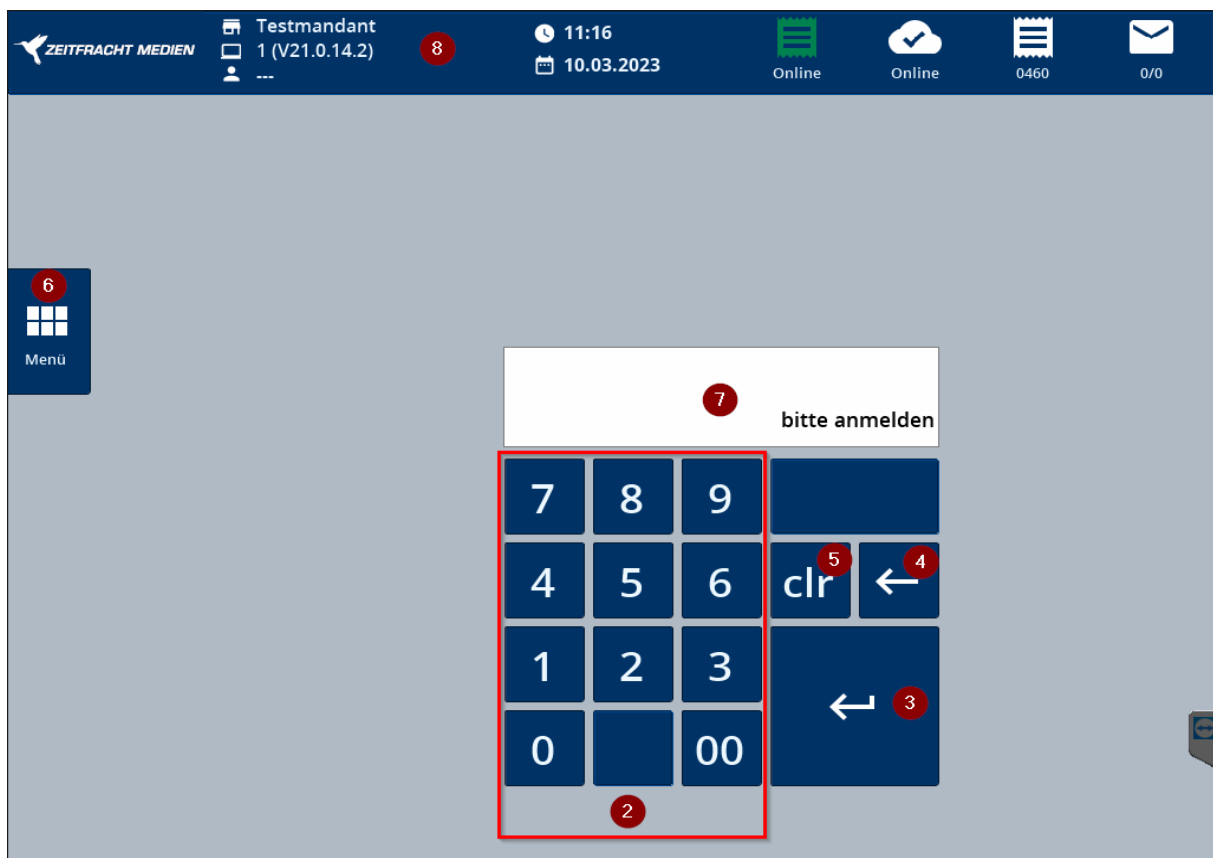 ZEITFRACHT MEDIEN
Testmandant
1 (V21.0.14.2)
---
8
11:16
10.03.2023
Online
Online
0460
0/0
6
Menü
7
bitte anmelden
7 8 9
4 5 6 clr 5 4
1 2 3
3
0 00
2